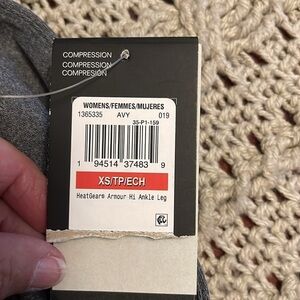 COMPRESSION
COMPRESSION
COMPRESIÓN
WOMENS/FEMMES/MUJERES
1365335 AVY 019
35-P1-159
1 94514 37483 9
XS/TP/ECH
HeatGear® Armour Hi Ankle Leg